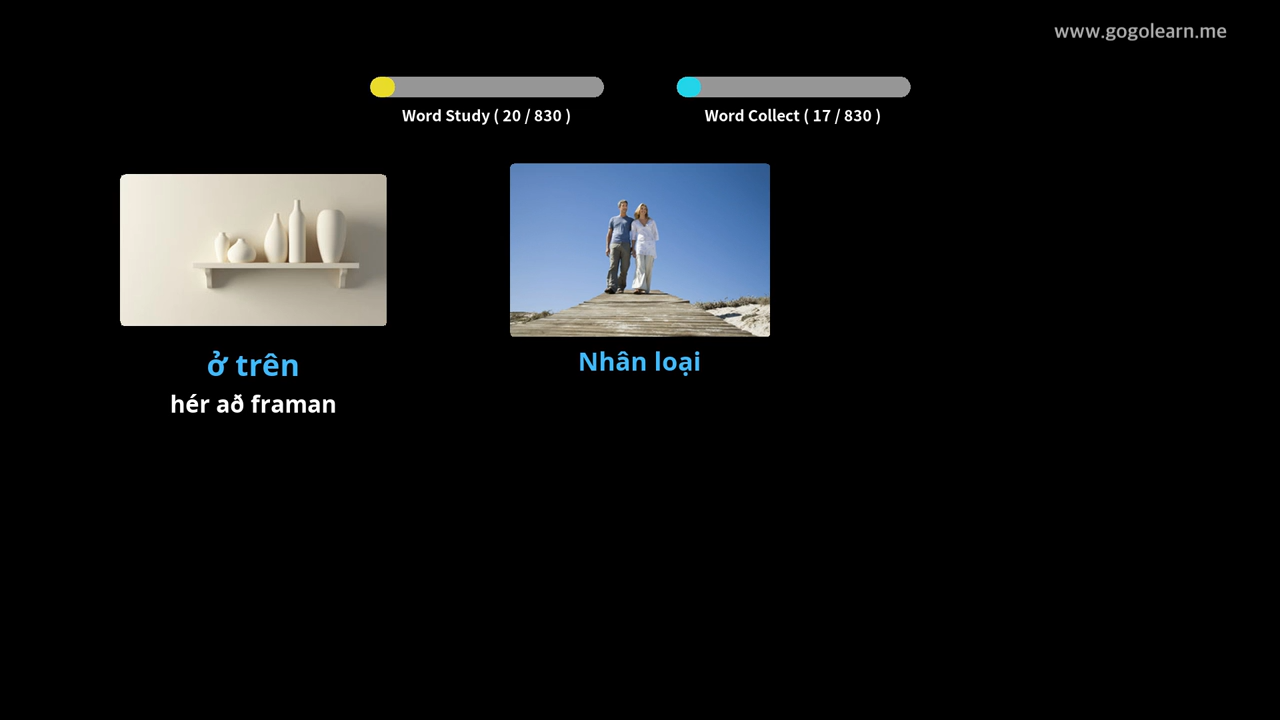 www.gogolearn.me
Word Study ( 20 / 830 )
Word Collect ( 17 / 830 )
ở trên
hér að framan
Nhân loại